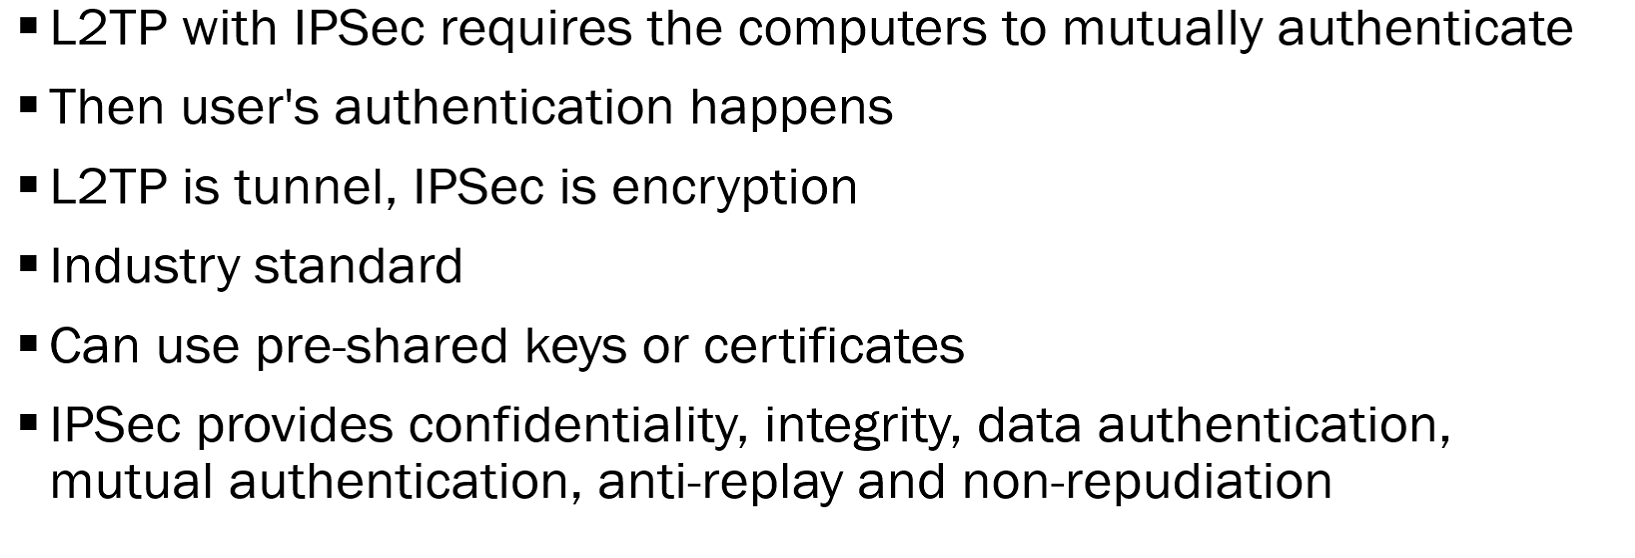 ▪ L2TP with IPSec requires the computers to mutually authenticate
▪ Then user's authentication happens
▪ L2TP is tunnel, IPSec is encryption
▪ Industry standard
▪ Can use pre-shared keys or certificates
▪ IPSec provides confidentiality, integrity, data authentication,
mutual authentication, anti-replay and non-repudiation